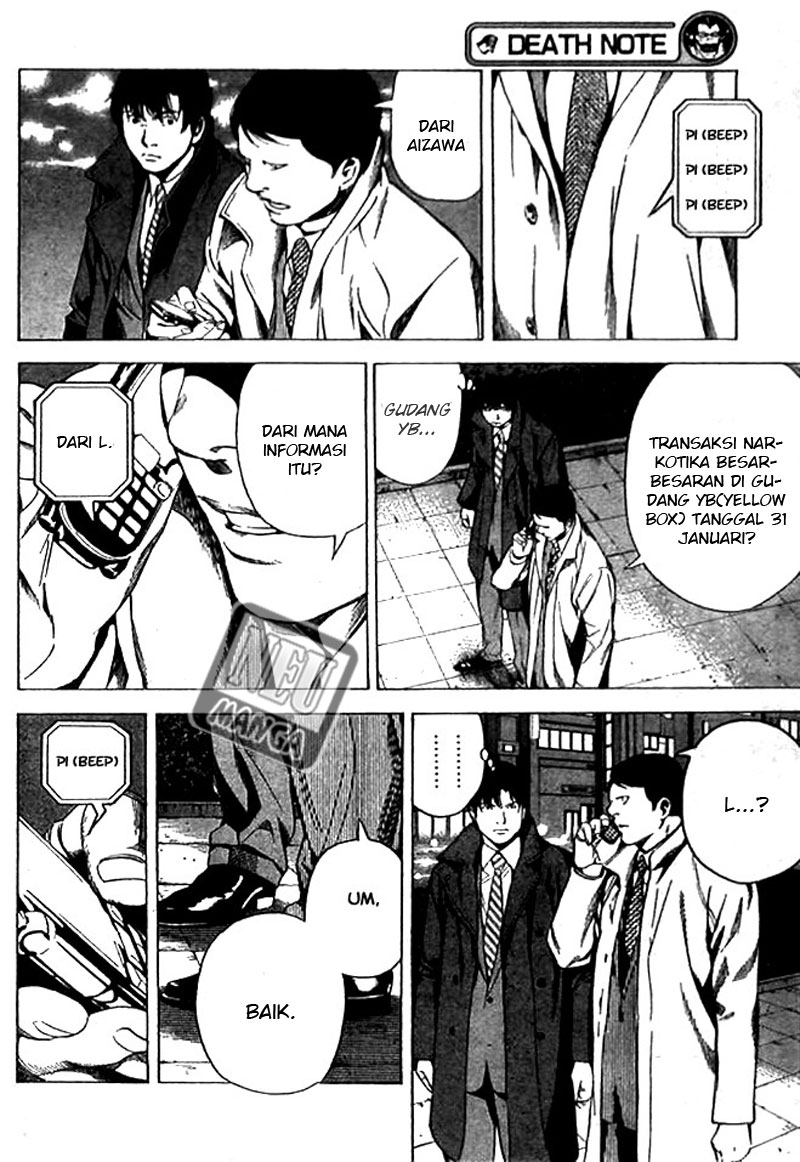 DEATH NOTE
PI (BEEP)
PI (BEEP)
PI (BEEP)
DARI
AIZAWA
TRANSAKSI NAR-
KOTIKA BESAR-
BESARAN DI GU-
DANG YB(YELLOW
BOX) TANGGAL 31
JANUARI?
GUDANG
YB...
DARI MANA
INFORMASI
ITU?
DARI L.
L...?
......
......
UM,
BAIK.
PI (BEEP)
NEU
MANGA